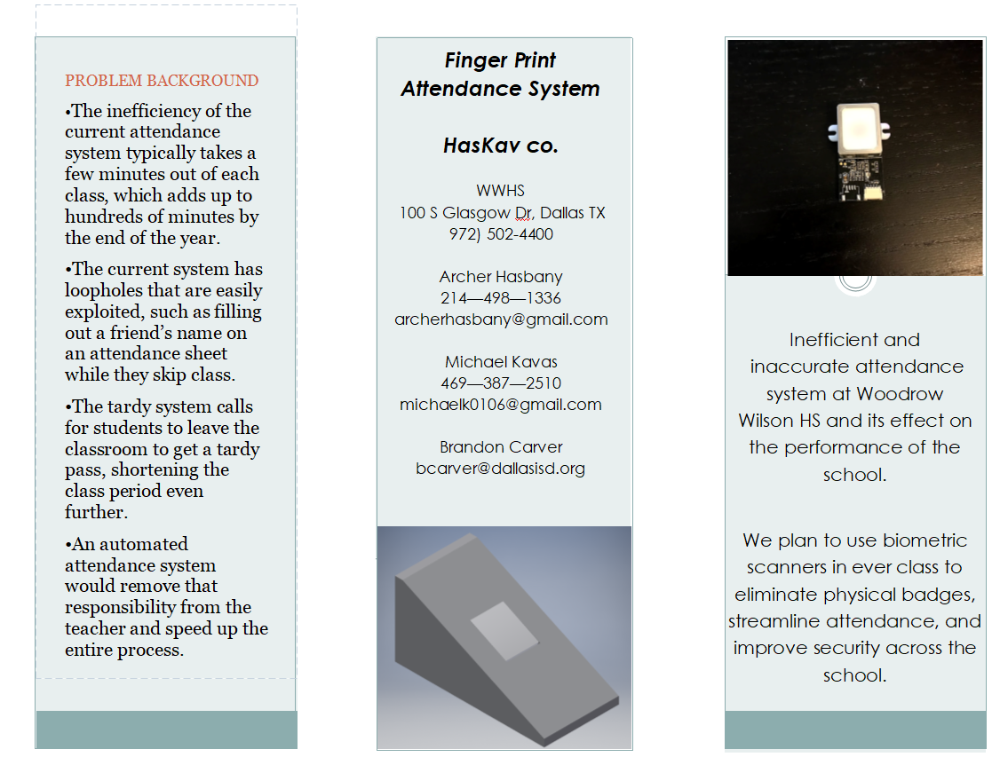 PROBLEM BACKGROUND
•The inefficiency of the
current attendance
system typically takes a
few minutes out of each
class, which adds up to
hundreds of minutes by
the end of the year.
•The current system has
loopholes that are easily
exploited, such as filling
out a friend’s name on
an attendance sheet
while they skip class.
•The tardy system calls
for students to leave the
classroom to get a tardy
pass, shortening the
class period even
further.
•An automated
attendance system
would remove that
responsibility from the
teacher and speed up the
entire process.
Finger Print
Attendance System
HasKav co.
WWHS
100 S Glasgow Dr, Dallas TX
972) 502-4400
Archer Hasbany
214—498—1336
archerhasbany@gmail.com
Michael Kavas
469—387—2510
michaelk0106@gmail.com
Brandon Carver
bcarver@dallasisd.org
Inefficient and
inaccurate attendance
system at Woodrow
Wilson HS and its effect on
the performance of the
school.
We plan to use biometric
scanners in ever class to
eliminate physical badges,
streamline attendance, and
improve security across the
school.